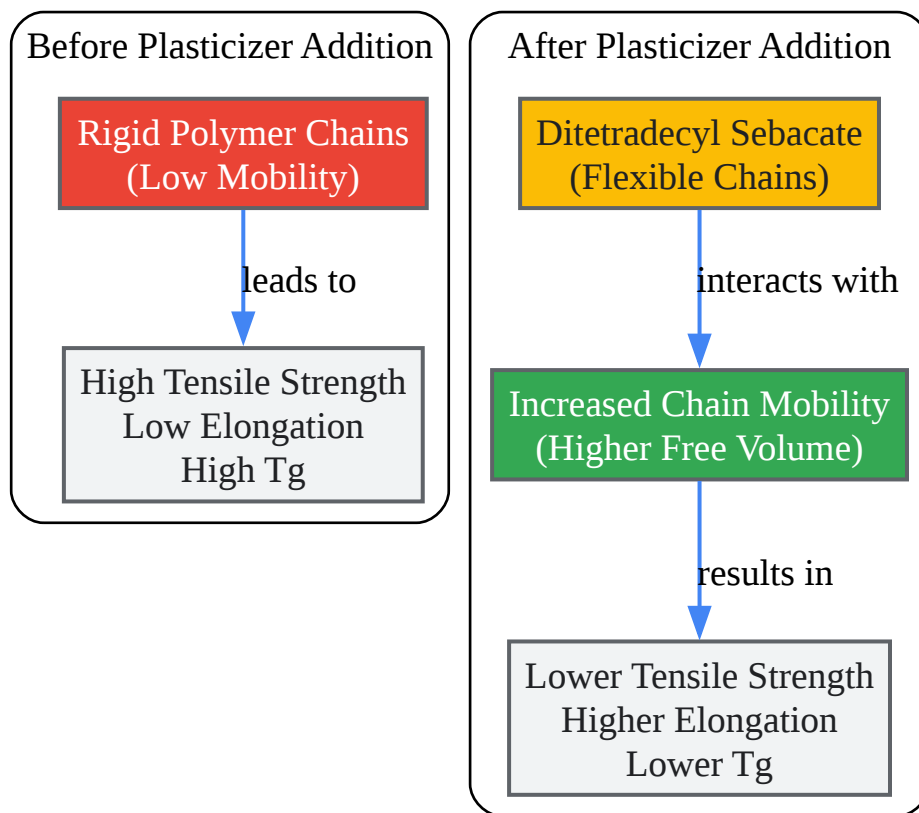 Before Plasticizer Addition
Rigid Polymer Chains
(Low Mobility)
leads to
High Tensile Strength
Low Elongation
High Tg
After Plasticizer Addition
Ditetradecyl Sebacate
(Flexible Chains)
interacts with
Increased Chain Mobility
(Higher Free Volume)
results in
Lower Tensile Strength
Higher Elongation
Lower Tg